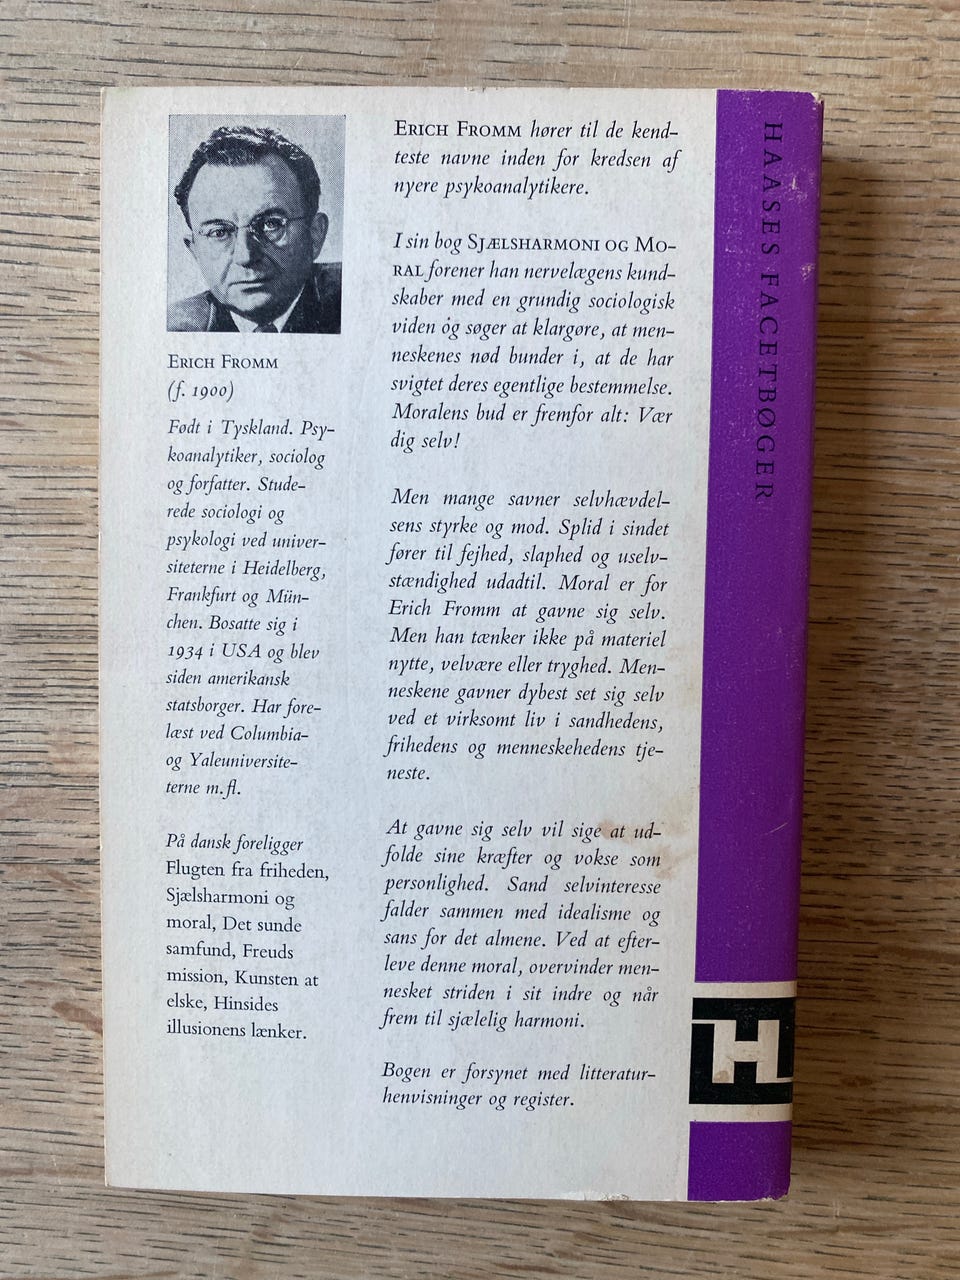 ERICH FROMM
(f. 1900)
Født i Tyskland. Psy-
koanalytiker, sociolog
og forfatter. Stude-
rede sociologi og
psykologi ved univer-
siteterne i Heidelberg,
Frankfurt og Mün-
chen. Bosatte sig i
1934 i USA og blev
siden amerikansk
statsborger. Har fore-
læst ved Columbia-
og Yaleuniversite-
terne m.fl.
På dansk foreligger
Flugten fra friheden,
Sjælsharmoni og
moral, Det sunde
samfund, Freuds
mission, Kunsten at
elske, Hinsides
illusionens lænker.
ERICH FROMM hører til de kend-
teste navne inden for kredsen af
nyere psykoanalytikere.
I sin bog SJÆLSHARMONI OG MO-
RAL forener han nervelægens kund-
skaber med en grundig sociologisk
viden óg søger at klargøre, at men-
neskenes nød bunder i, at de har
svigtet deres egentlige bestemmelse.
Moralens bud er fremfor alt: Vær
dig selv!
Men mange savner selvhævdel-
sens styrke og mod. Splid i sindet
fører til fejhed, slaphed og uselv-
stændighed udadtil. Moral er for
Erich Fromm at gavne sig selv.
Men han tænker ikke på materiel
nytte, velvære eller tryghed. Men-
neskene gavner dybest set sig selv
ved et virksomt liv i sandhedens,
frihedens og menneskehedens tje-
neste.
At gavne sig selv vil sige at ud-
folde sine kræfter og vokse som
personlighed. Sand selvinteresse
falder sammen med idealisme og
sans for det almene. Ved at efter-
leve denne moral, overvinder men-
nesket striden i sit indre og når
frem til sjælelig harmoni.
Bogen er forsynet med litteratur-
henvisninger og register.
HAASES FACETBØGER
H